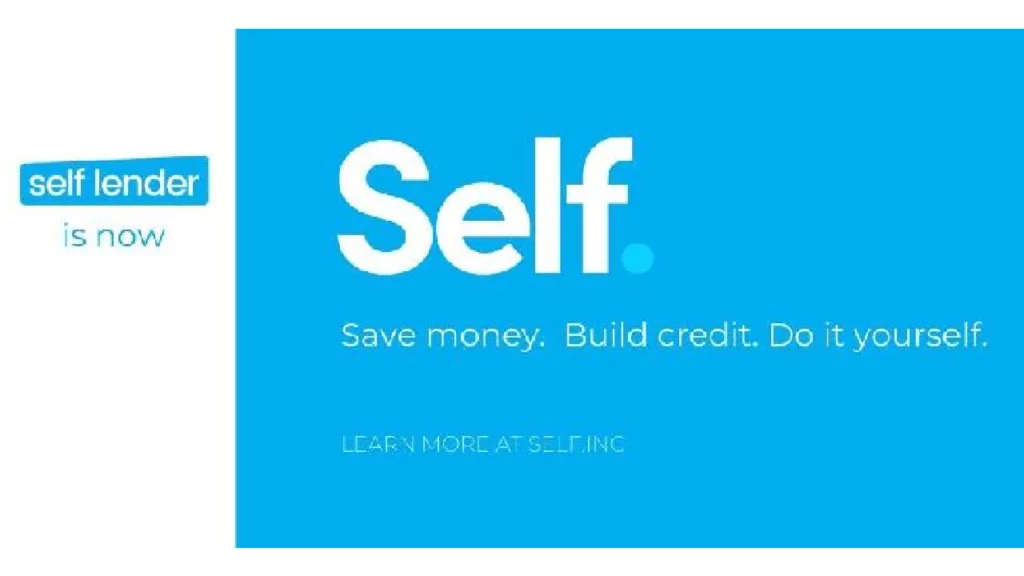 self lender
is now
Self.
Save money. Build credit. Do it yourself.
LEARN MORE AT SELF.INC